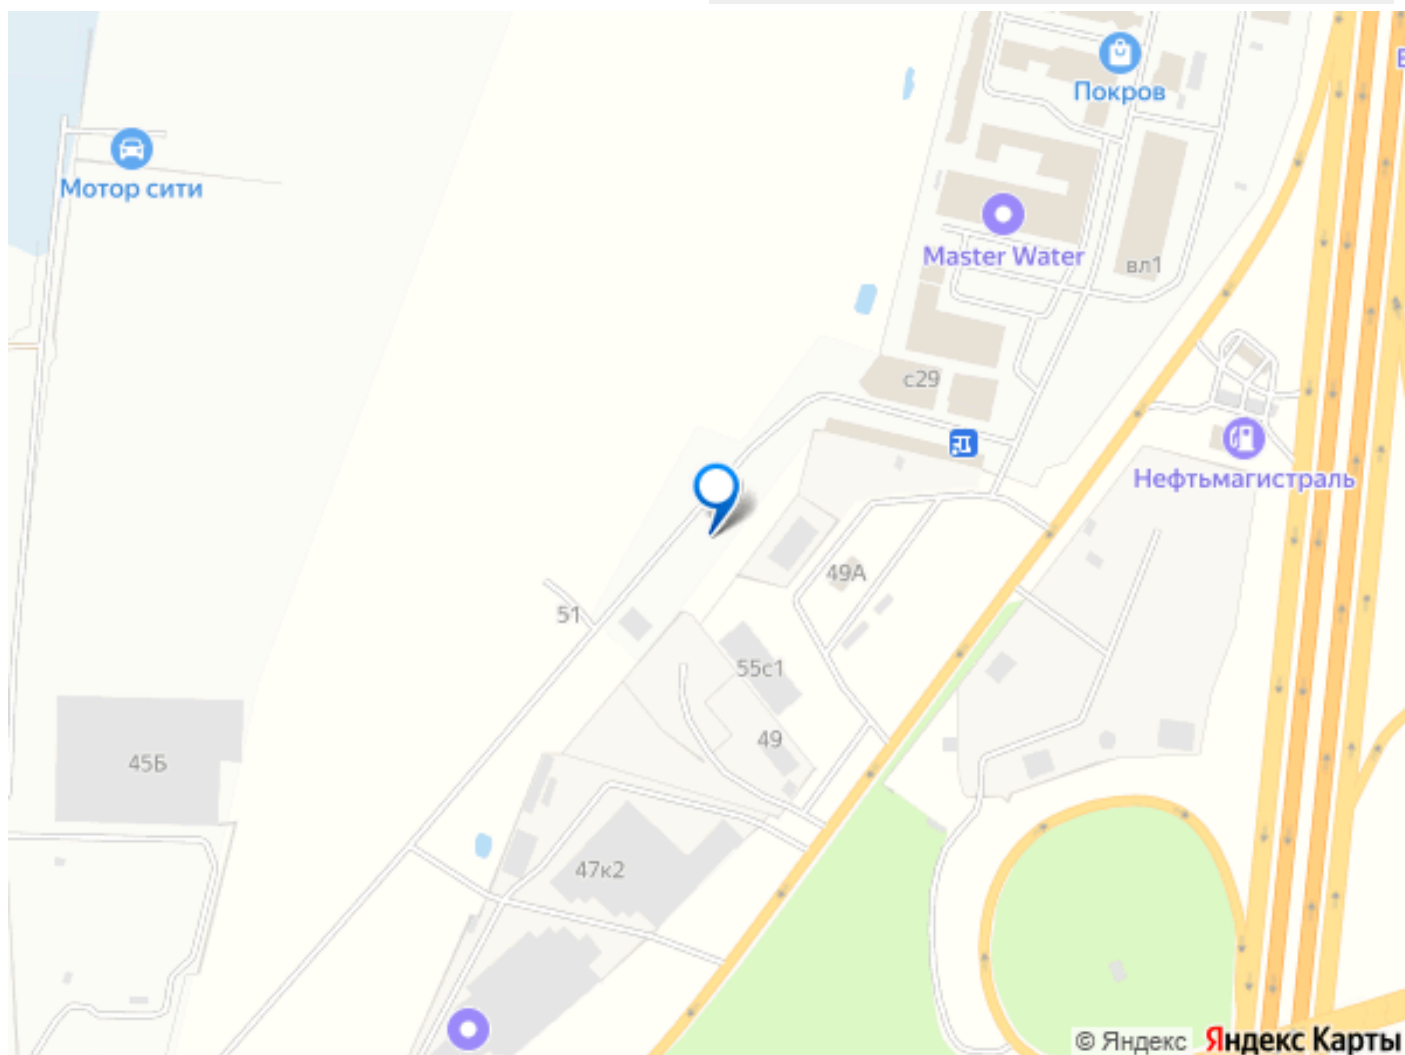 Покров
Мотор сити
Master Water
вл1
с29
Нефтьмагистраль
49А
51
55с1
49
45Б
47к2
© Яндекс Яндекс Карты